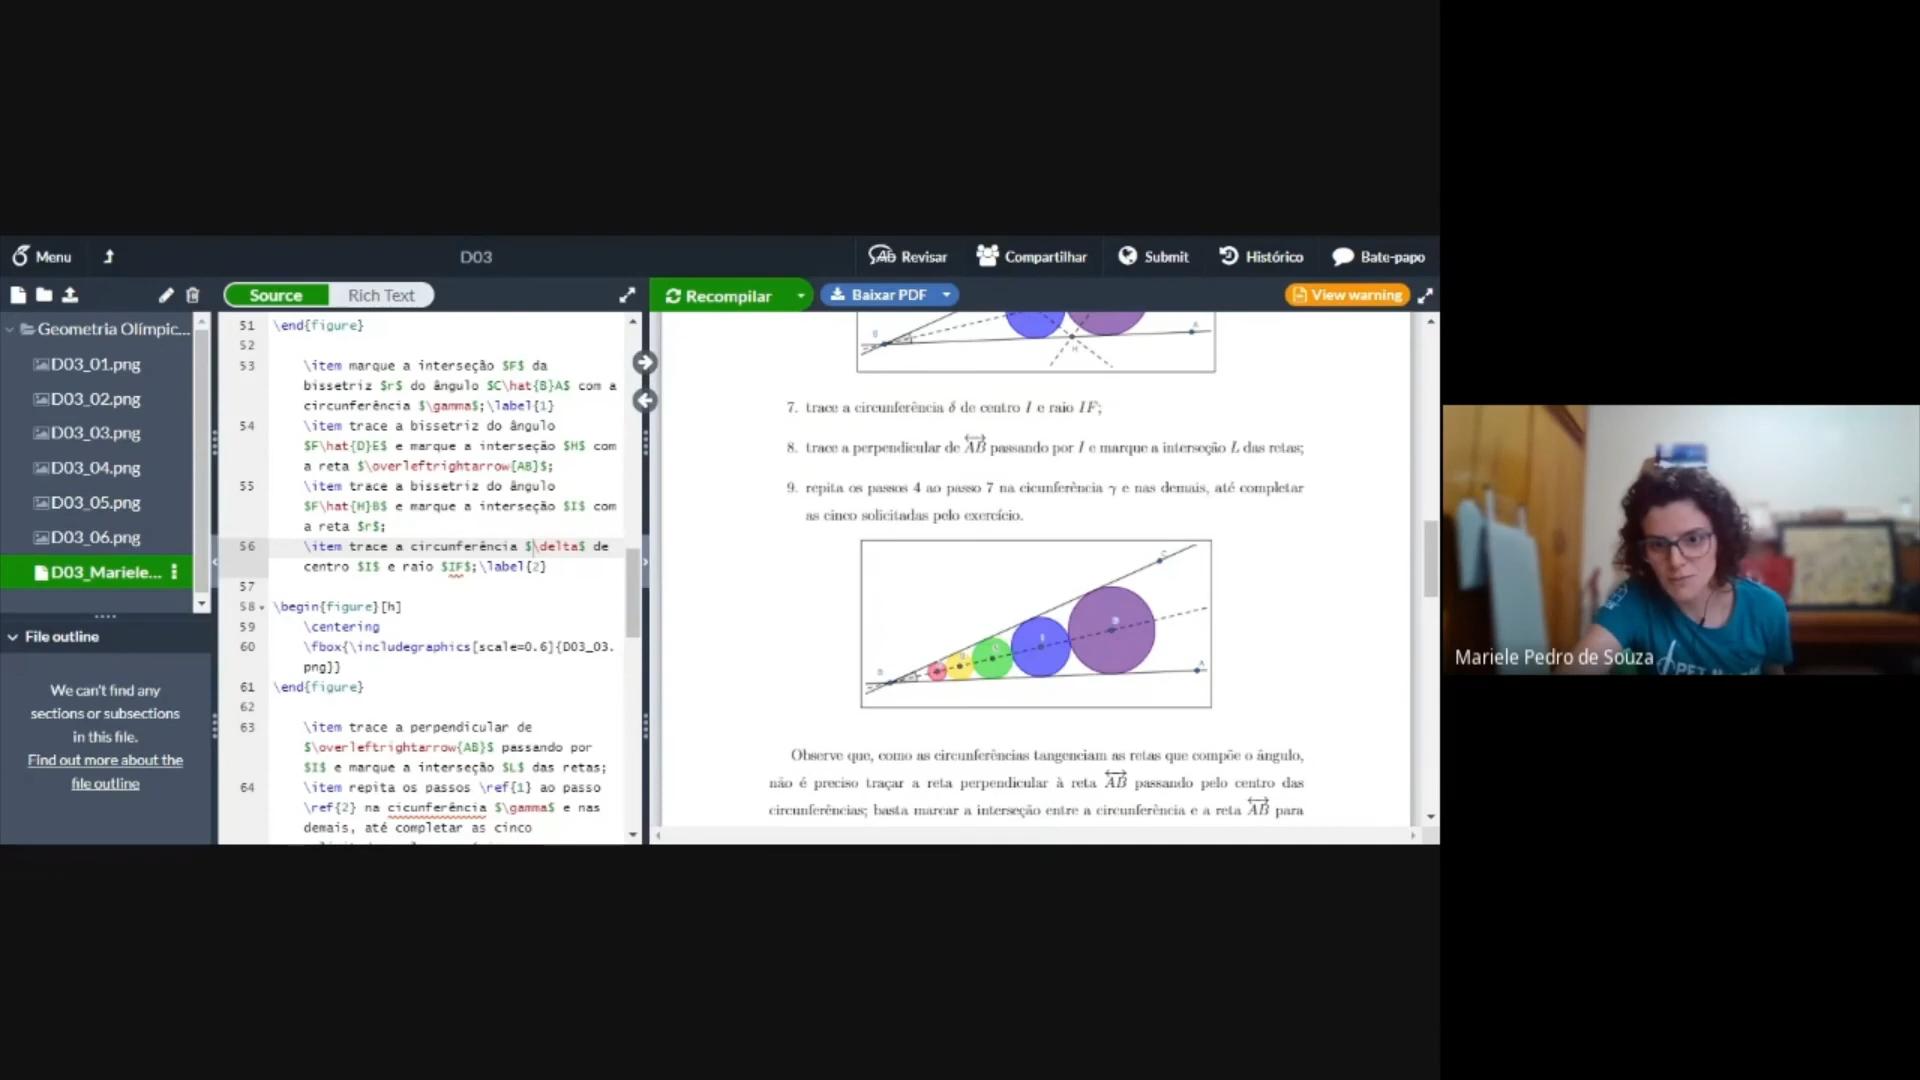 Menu
D03
Revisar
Compartilhar
Submit
Histórico
Bate-papo
Source
Rich Text
Recompilar
Baixar PDF
View warning
Geometria Olímpic...
D03_01.png
D03_02.png
D03_03.png
D03_04.png
D03_05.png
D03_06.png
D03_Mariele...
File outline
We can't find any
sections or subsections
in this file.
Find out more about the
file outline
51 \end{figure}
52
53 \item marque a interseção $F$ da
bissetriz $r$ do ângulo $C\hat{B}A$ com a
circunferência $\gamma$;\label{1}
54 \item trace a bissetriz do ângulo
$F\hat{D}E$ e marque a interseção $H$ com
a reta $\overleftrightarrow{AB}$;
55 \item trace a bissetriz do ângulo
$F\hat{H}B$ e marque a interseção $I$ com
a reta $r$;
56 \item trace a circunferência $\delta$ de
centro $I$ e raio $IF$;\label{2}
57
58 \begin{figure}[h]
59 \centering
60 \fbox{\includegraphics[scale=0.6]{D03_03.
png}}
61 \end{figure}
62
63 \item trace a perpendicular de
$\overleftrightarrow{AB}$ passando por
$I$ e marque a interseção $L$ das retas;
64 \item repita os passos \ref{1} ao passo
\ref{2} na cicunferência $\gamma$ e nas
demais, até completar as cinco
A
H
7. trace a circunferência δ de centro I e raio IF;
8. trace a perpendicular de AB passando por I e marque a interseção L das retas;
9. repita os passos 4 ao passo 7 na cicunferência γ e nas demais, até completar
as cinco solicitadas pelo exercício.
C
A
Observe que, como as circunferências tangenciam as retas que compõe o ângulo,
não é preciso traçar a reta perpendicular à reta AB passando pelo centro das
circunferências; basta marcar a interseção entre a circunferência e a reta AB para
Mariele Pedro de Souza